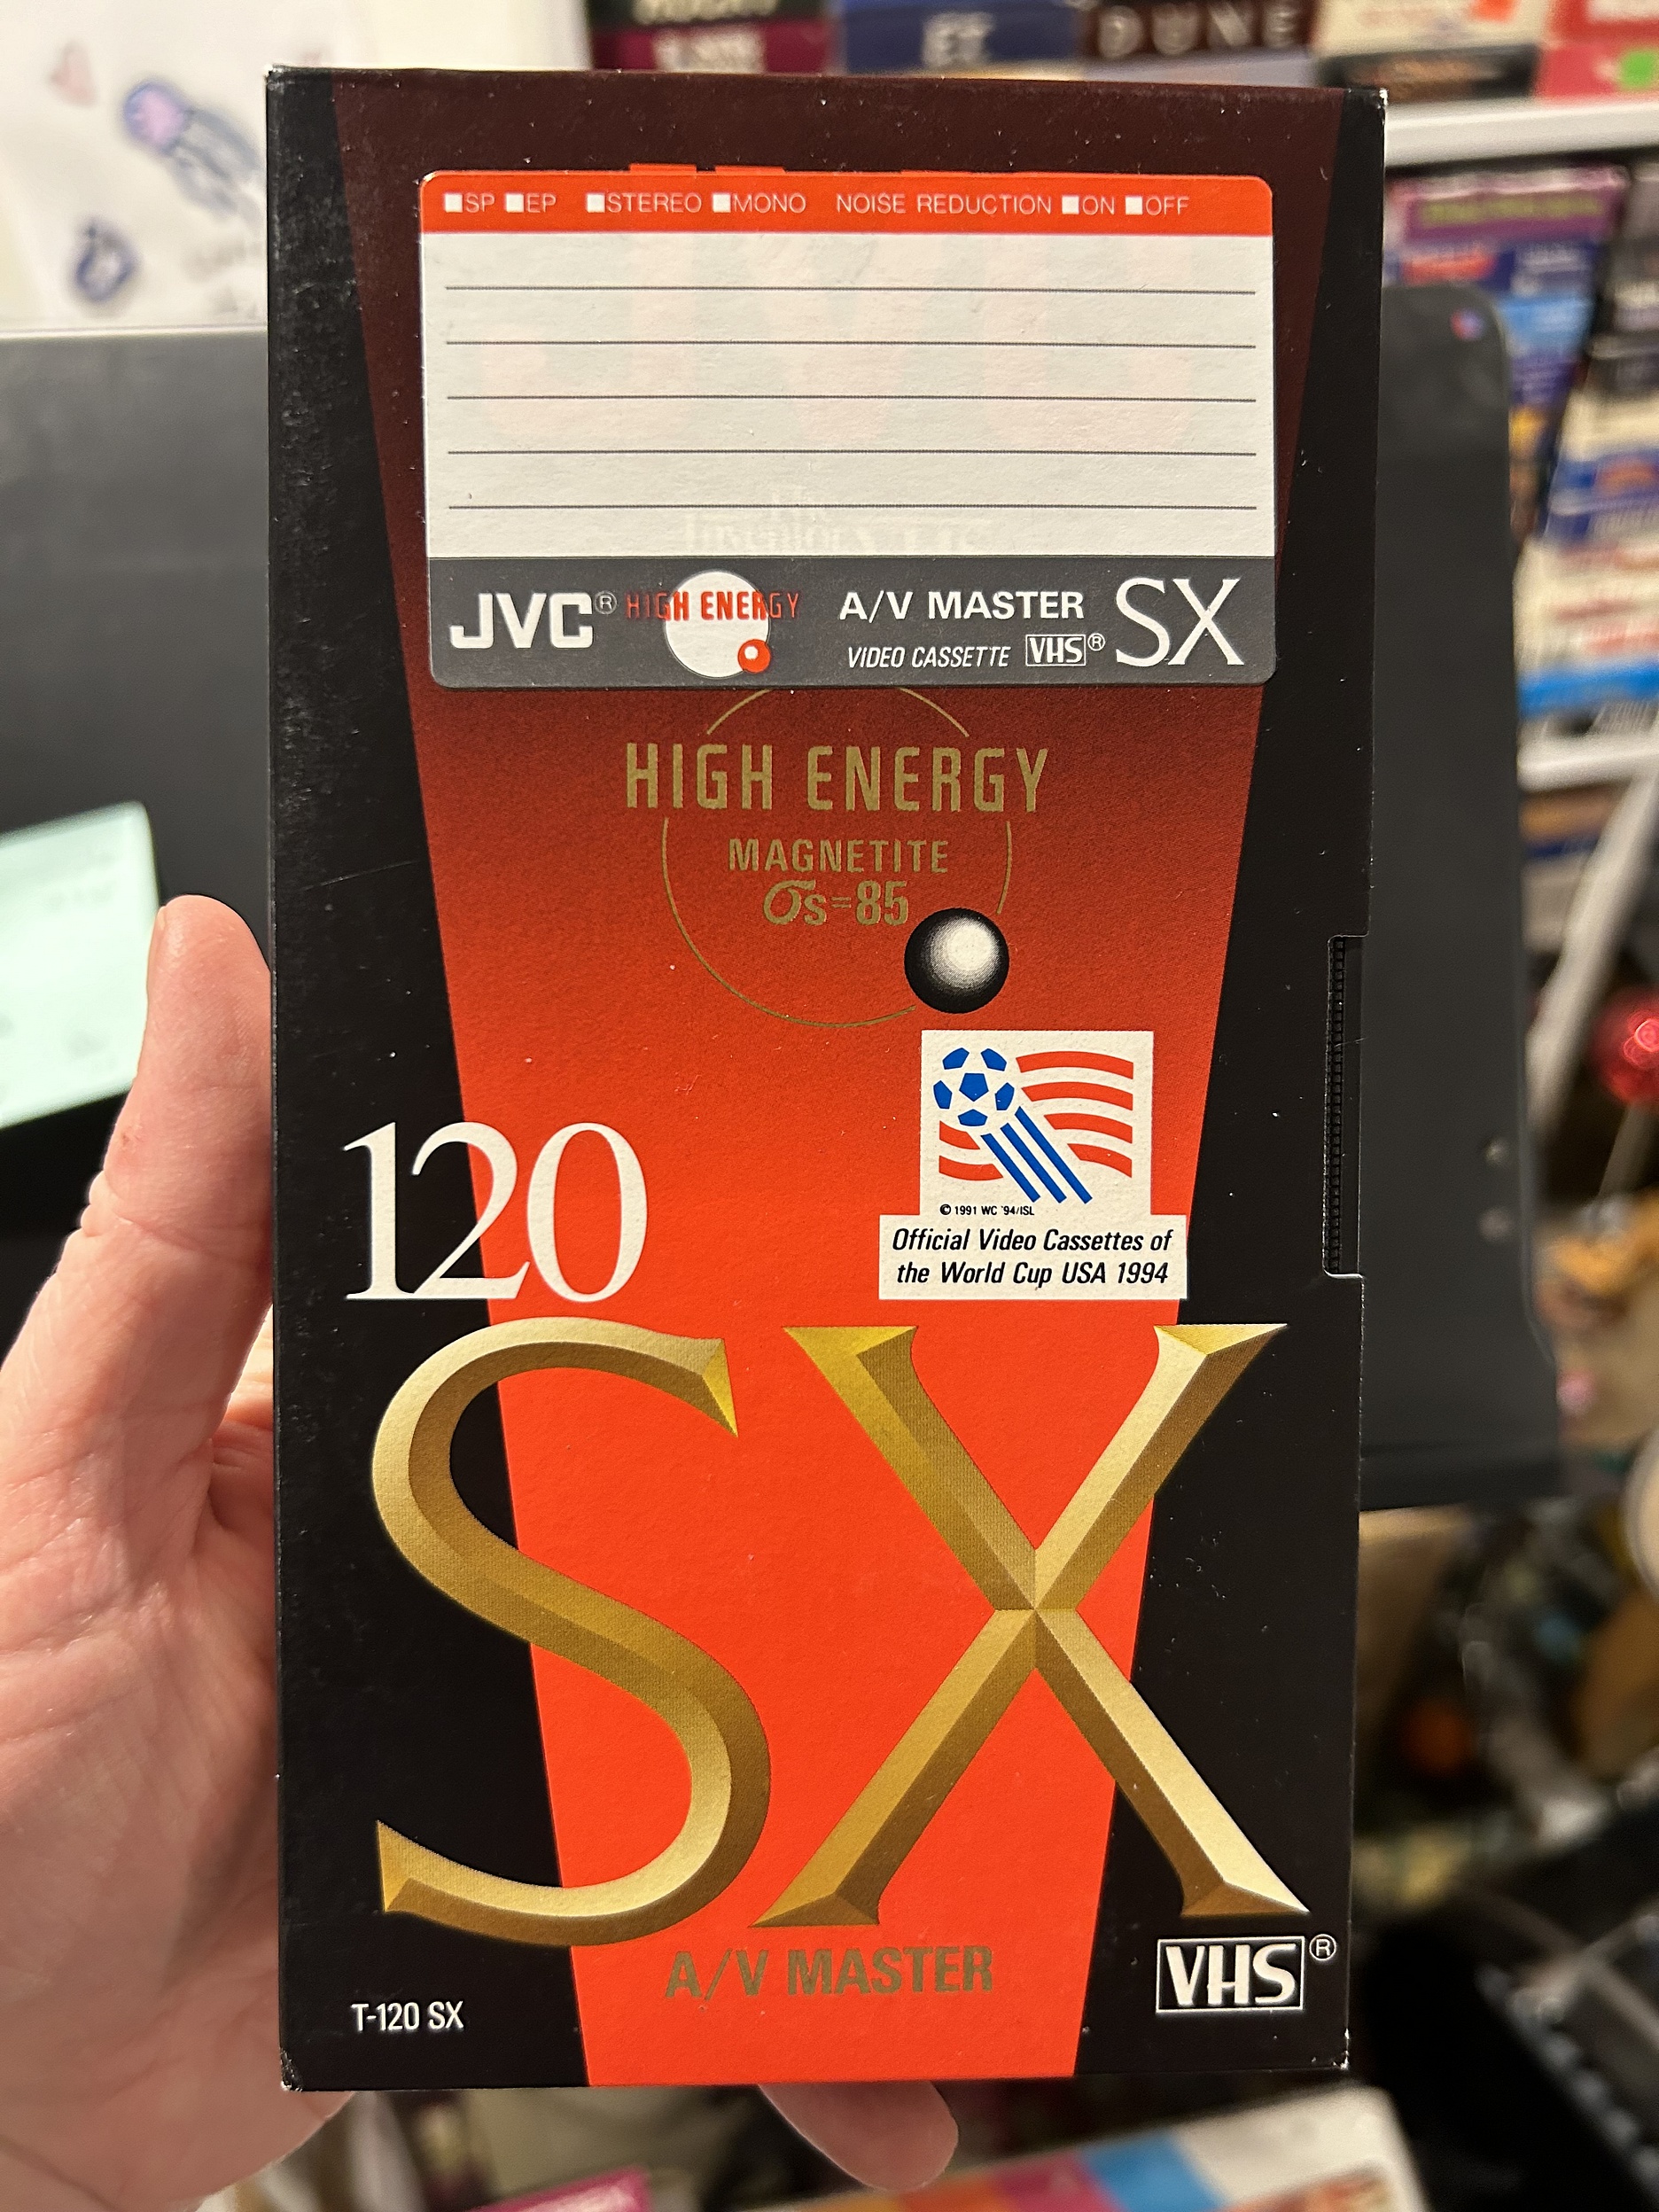 DUNE
SP EP STEREO MONO NOISE REDUCTION ON OFF
JVC® HIGH ENERGY A/V MASTER SX
VIDEO CASSETTE VHS®
HIGH ENERGY
MAGNETITE
σs=85
© 1991 WC '94/ISL
120
Official Video Cassettes of
the World Cup USA 1994
SX
A/V MASTER
VHS®
T-120 SX